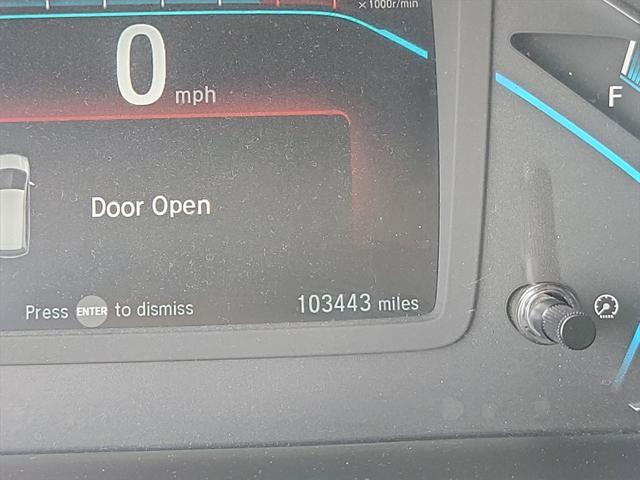 ×1000r/min
0 mph
F
Door Open
Press ENTER to dismiss
103443 miles